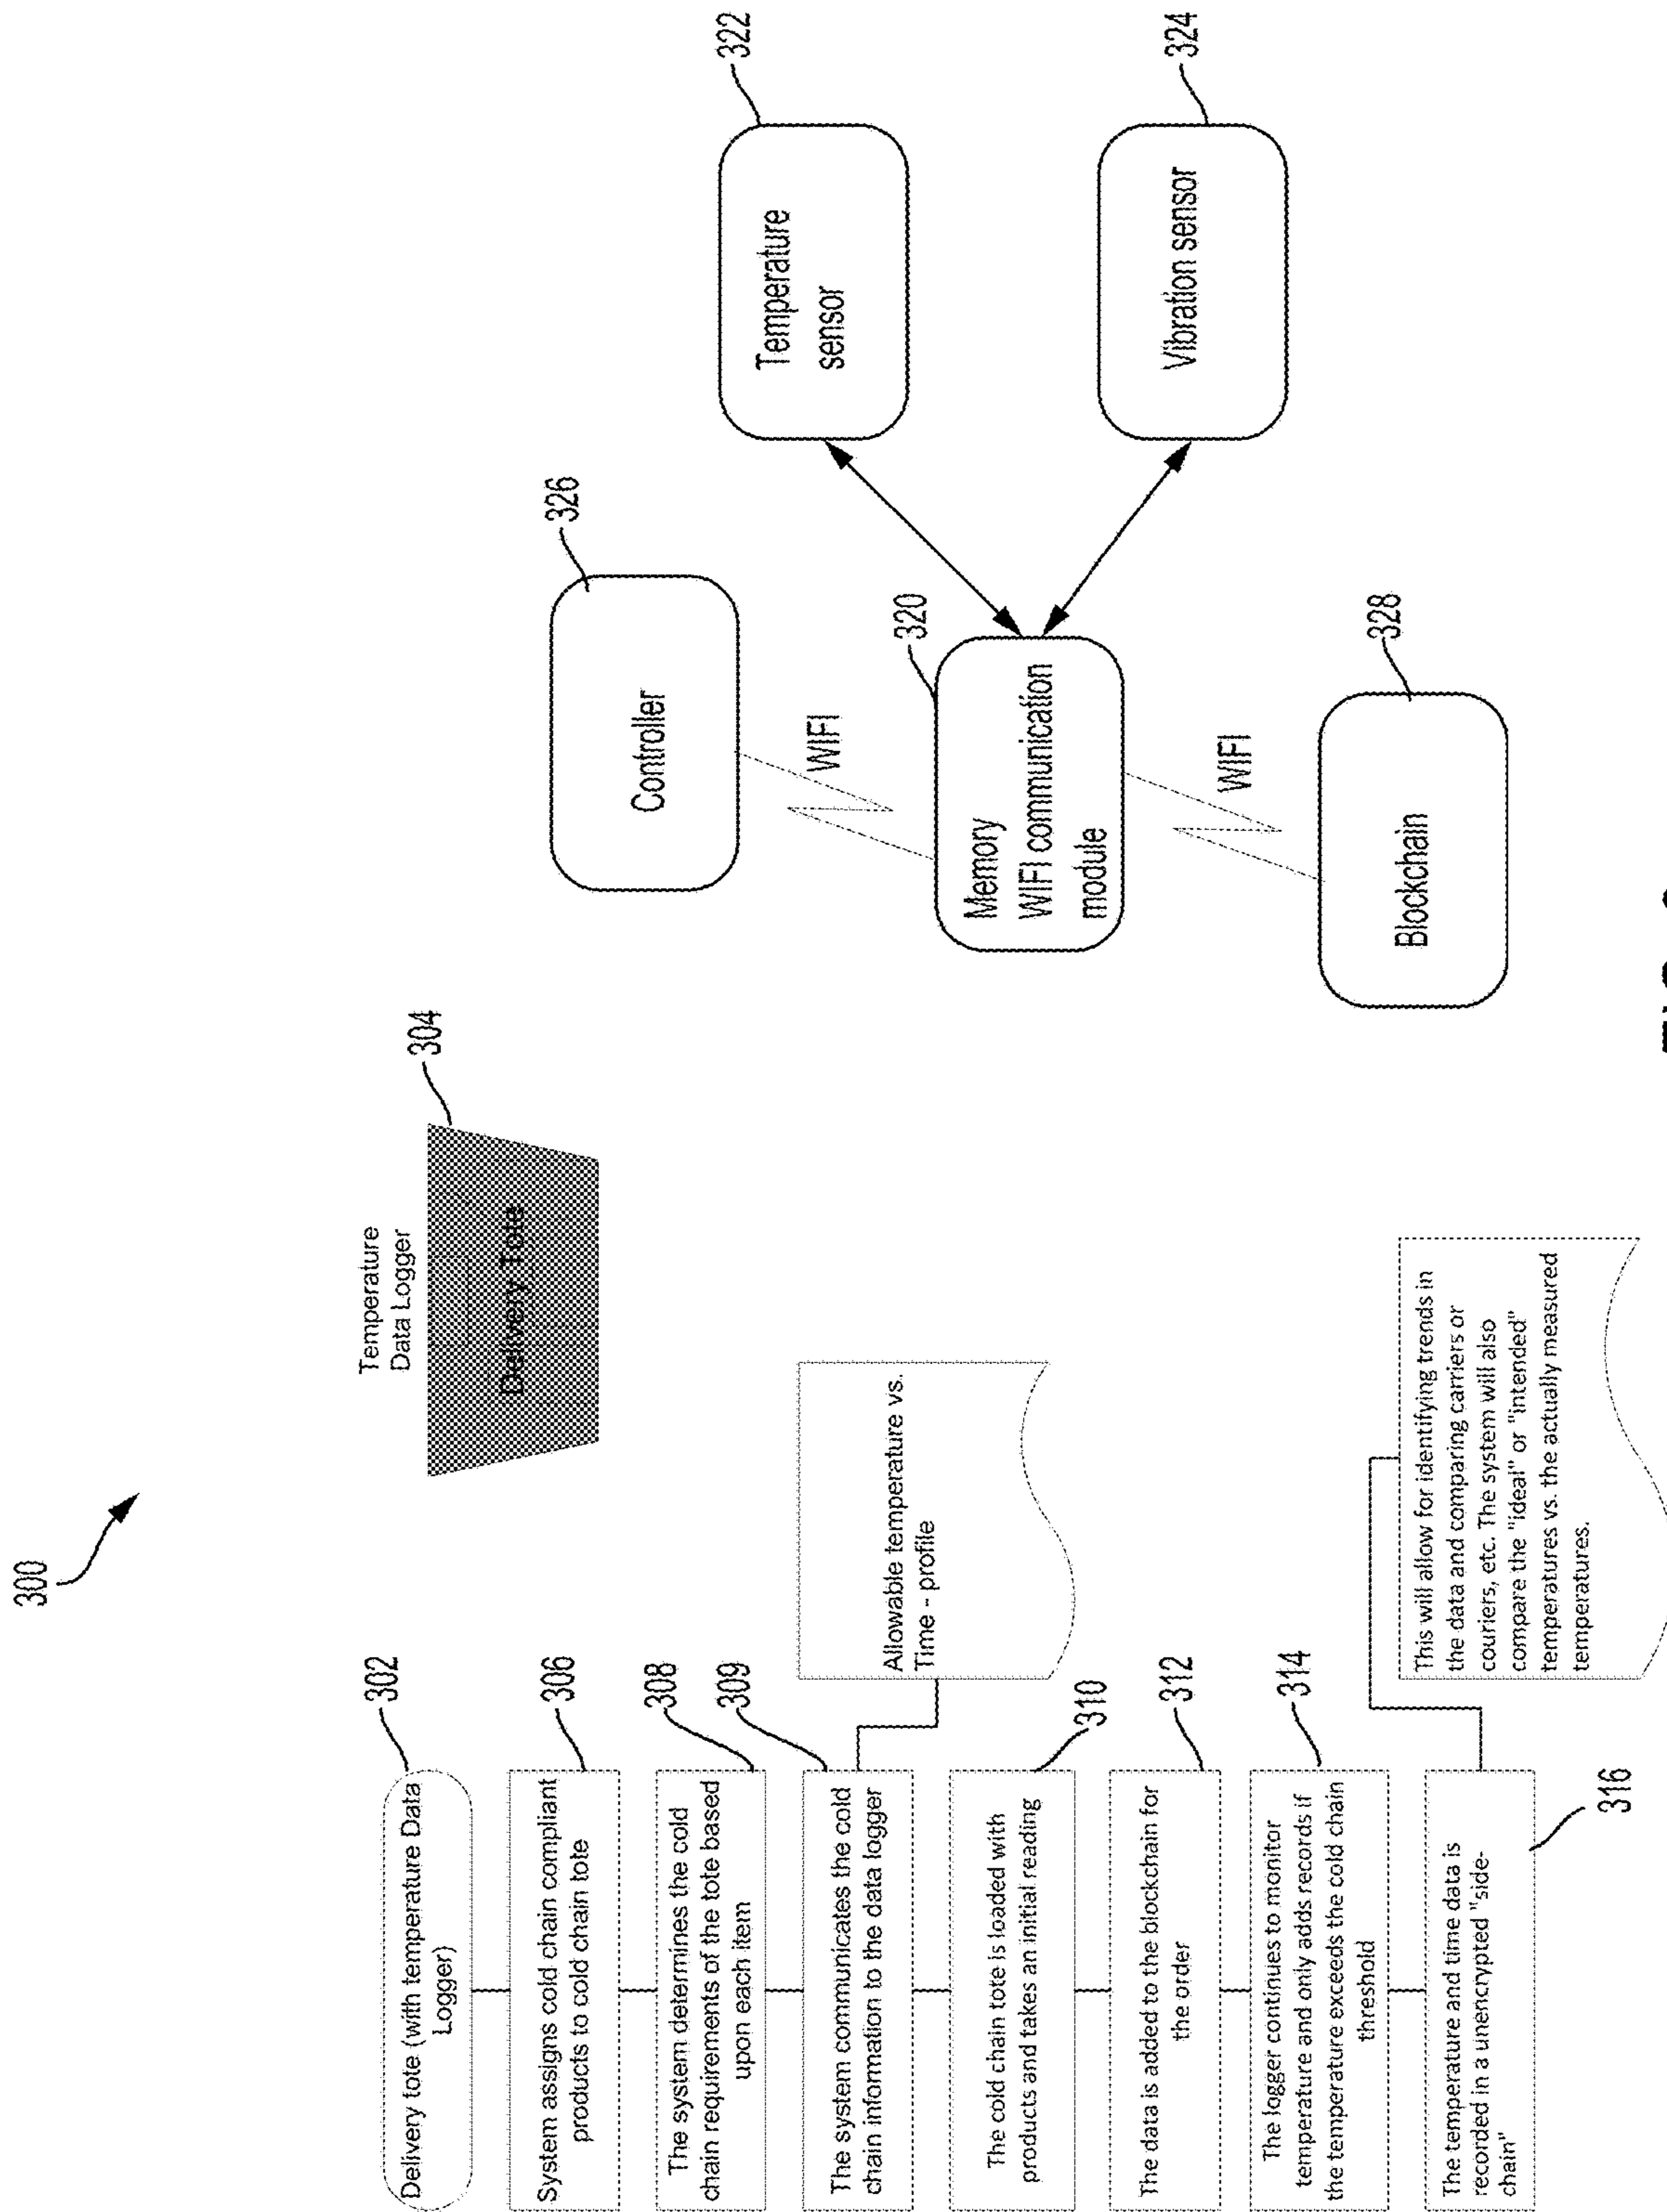 300
302
Delivery tote (with temperature Data
Logger)
306
System assigns cold chain compliant
products to cold chain tote
308
The system determines the cold
chain requirements of the tote based
upon each item
309
The system communicates the cold
chain information to the data logger
Allowable temperature vs.
Time - profile
310
The cold chain tote is loaded with
products and takes an initial reading
312
The data is added to the blockchain for
the order
314
The logger continues to monitor
temperature and only adds records if
the temperature exceeds the cold chain
threshold
316
The temperature and time data is
recorded in a unencrypted "side-
chain"
This will allow for identifying trends in
the data and comparing carriers or
couriers, etc. The system will also
compare the "ideal" or "intended"
temperatures vs. the actually measured
temperatures.
Temperature
Data Logger
304
Delivery Tote
326
Controller
WIFI
320
Memory
WIFI communication
module
WIFI
328
Blockchain
322
Temperature
sensor
324
Vibration sensor